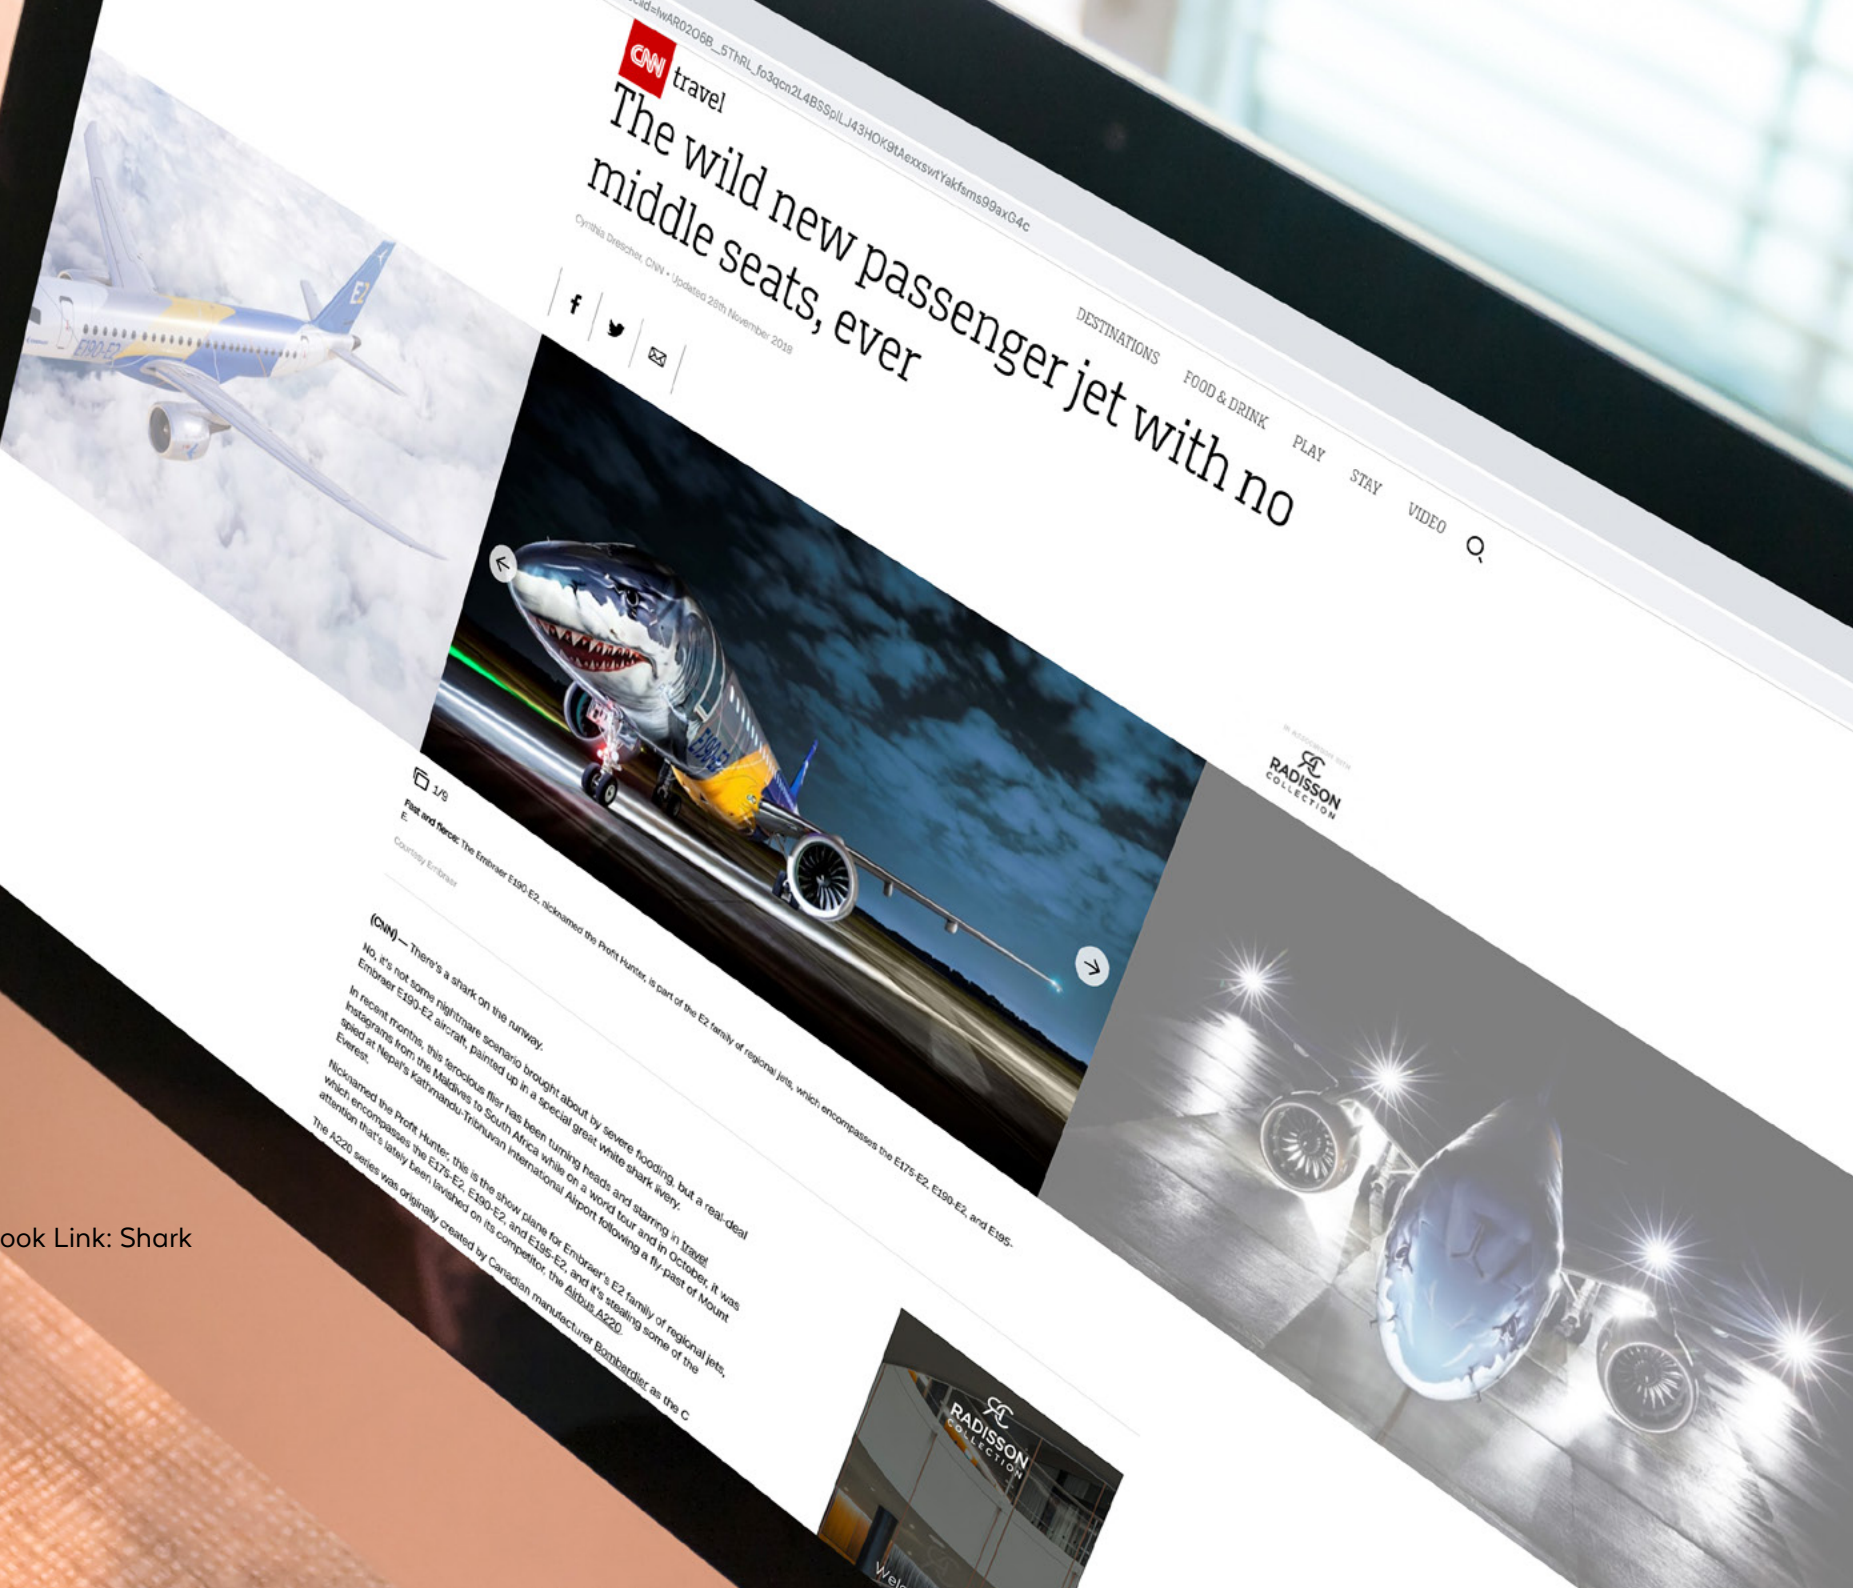 cid=IwAR02O6B_5ThRL_fo3qcn2L4BSSplLJ43HOK9tAexxswtYakfsms99axG4c
CNN travel
DESTINATIONS FOOD & DRINK PLAY STAY VIDEO
The wild new passenger jet with no
middle seats, ever
Cynthia Drescher, CNN • Updated 28th November 2018
IN ASSOCIATION WITH
RADISSON
COLLECTION
E2
E190-E2
E190-E2
1/9
Fast and fierce: The Embraer E190-E2, nicknamed the Profit Hunter, is part of the E2 family of regional jets, which encompasses the E175-E2, E190-E2, and E195-
E.
Courtesy Embraer
(CNN) — There's a shark on the runway.
No, it's not some nightmare scenario brought about by severe flooding, but a real-deal
Embraer E190-E2 aircraft, painted up in a special great white shark livery.
In recent months, this ferocious flier has been turning heads and starring in travel
Instagrams from the Maldives to South Africa while on a world tour and in October, it was
spied at Nepal's Kathmandu-Tribhuvan International Airport following a fly-past of Mount
Everest.
Nicknamed the Profit Hunter, this is the show plane for Embraer's E2 family of regional jets,
which encompasses the E175-E2, E190-E2, and E195-E2, and it's stealing some of the
attention that's lately been lavished on its competitor, the Airbus A220.
The A220 series was originally created by Canadian manufacturer Bombardier as the C
RADISSON
COLLECTION
Welc
ook Link: Shark